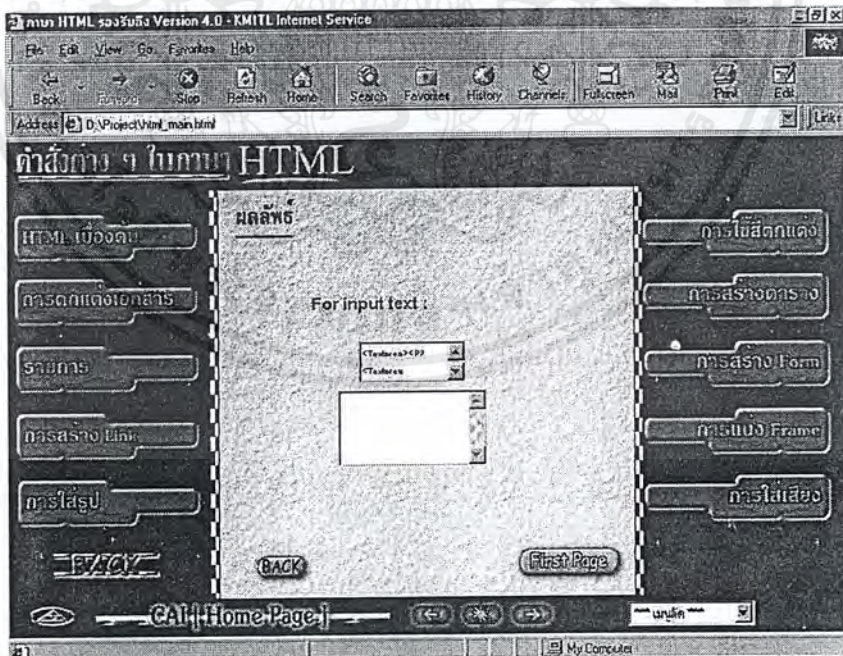 ภาษา HTML รองรับถึง Version 4.0 - KMITL Internet Service
File Edit View Go Favorites Help
Back Forward Stop Refresh Home Search Favorites History Channels Fullscreen Mail Print Edit
Address D:\Project\html_main.html Links
คำสั่งต่าง ๆ ในภาษา HTML
ผลลัพธ์
HTML เบื้องต้น
การใช้สีตกแต่ง
การตกแต่งเอกสาร
การสร้างตาราง
For input text :
<Textarea><P>
<Textarea
รายการ
การสร้าง Form
การสร้าง Link
การแบ่ง Frame
การใส่รูป
การใส่เสียง
BACK
BACK
First Page
CAI [ Home Page ]
*** เมนูลัด ***
My Computer